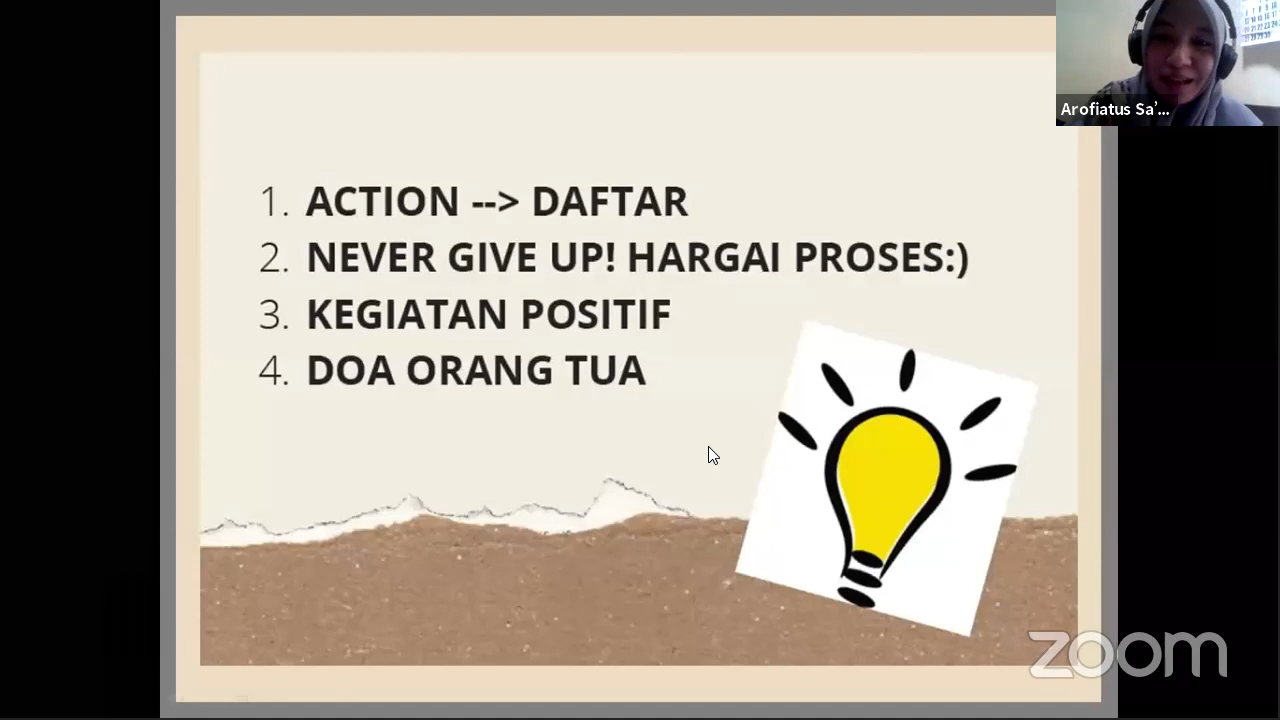 Arofiatus Sa'...
1. ACTION --> DAFTAR
2. NEVER GIVE UP! HARGAI PROSES:)
3. KEGIATAN POSITIF
4. DOA ORANG TUA
zoom